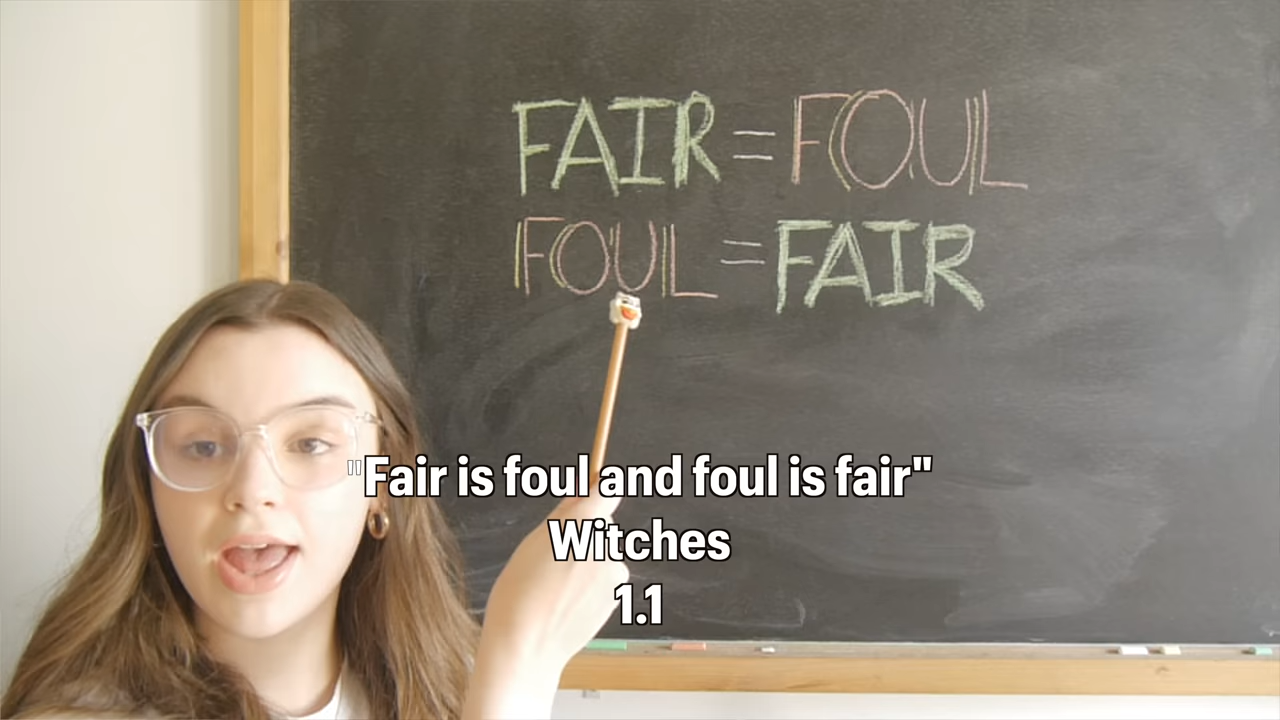 FAIR = FOUL
FOUL = FAIR
"Fair is foul and foul is fair"
Witches
1.1